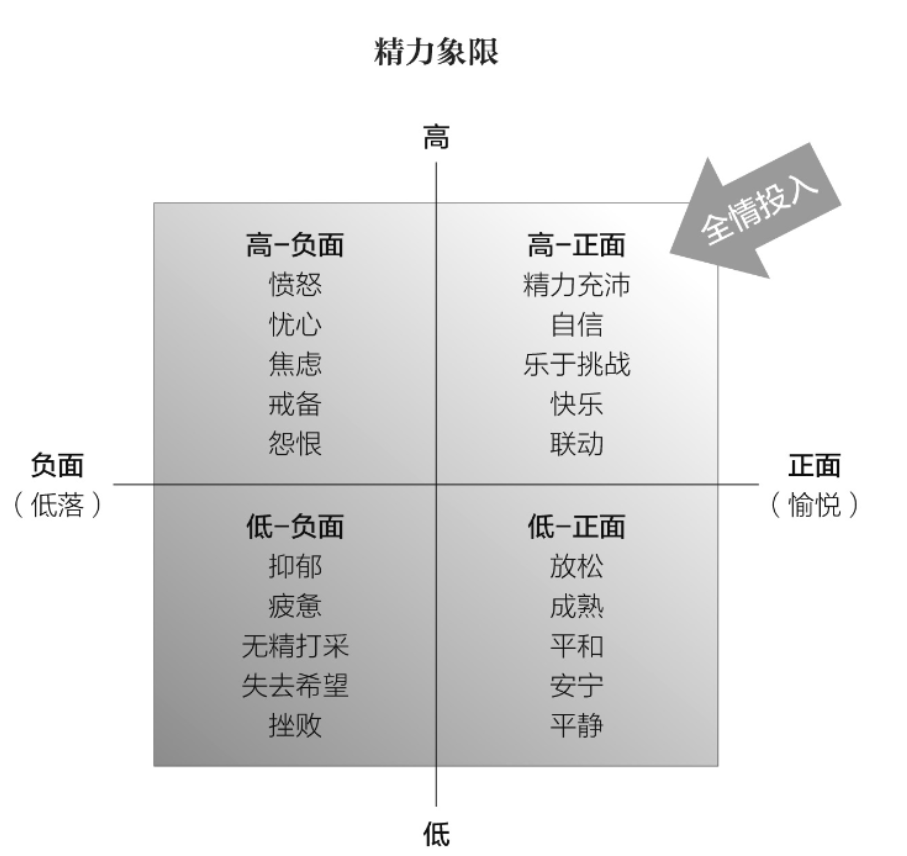 精力象限
高
全情投入
高-负面
愤怒
忧心
焦虑
戒备
怨恨
高-正面
精力充沛
自信
乐于挑战
快乐
联动
负面
（低落）
正面
（愉悦）
低-负面
抑郁
疲惫
无精打采
失去希望
挫败
低-正面
放松
成熟
平和
安宁
平静
低